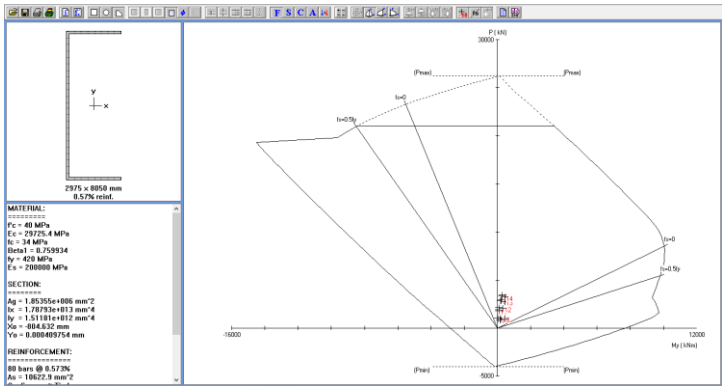 F S C A
P ( kN)
30000
(Pmax)
(Pmax)
fs=0
fs=0.5fy
fs=0
fs=0.5fy
-16000
12000
My ( kNm)
(Pmin)
(Pmin)
-5000
y
x
2975 x 8050 mm
0.57% reinf.
MATERIAL:
=========
f'c = 40 MPa
Ec = 29725.4 MPa
fc = 34 MPa
Beta1 = 0.759934
fy = 420 MPa
Es = 200000 MPa
SECTION:
========
Ag = 1.85355e+006 mm^2
Ix = 1.78793e+013 mm^4
Iy = 1.51181e+012 mm^4
Xo = -804.632 mm
Yo = 0.000409754 mm
REINFORCEMENT:
==============
80 bars @ 0.573%
As = 10622.9 mm^2